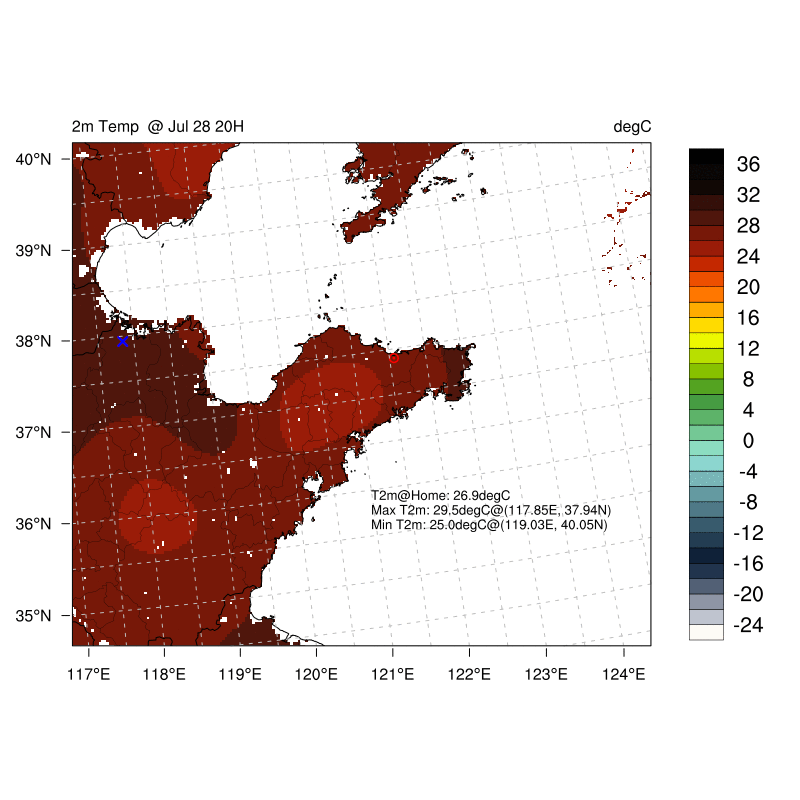 2m Temp @ Jul 28 20H
degC
40°N
39°N
38°N
37°N
36°N
35°N
117°E
118°E
119°E
120°E
121°E
122°E
123°E
124°E
T2m@Home: 26.9degC
Max T2m: 29.5degC@(117.85E, 37.94N)
Min T2m: 25.0degC@(119.03E, 40.05N)
36
32
28
24
20
16
12
8
4
0
-4
-8
-12
-16
-20
-24